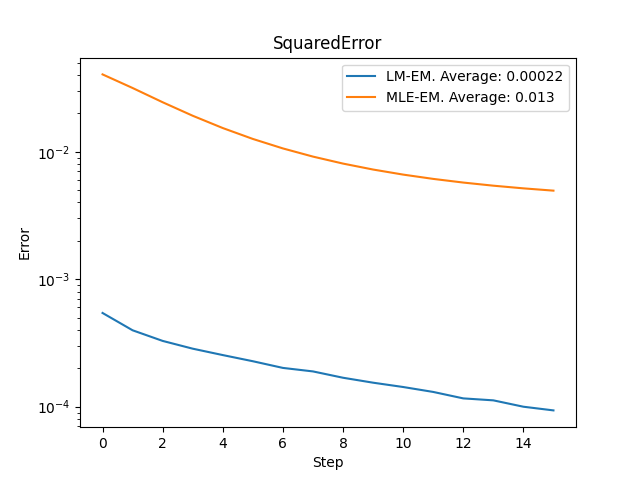 SquaredError
LM-EM. Average: 0.00022
MLE-EM. Average: 0.013
Error
10⁻²
10⁻³
10⁻⁴
0 2 4 6 8 10 12 14
Step